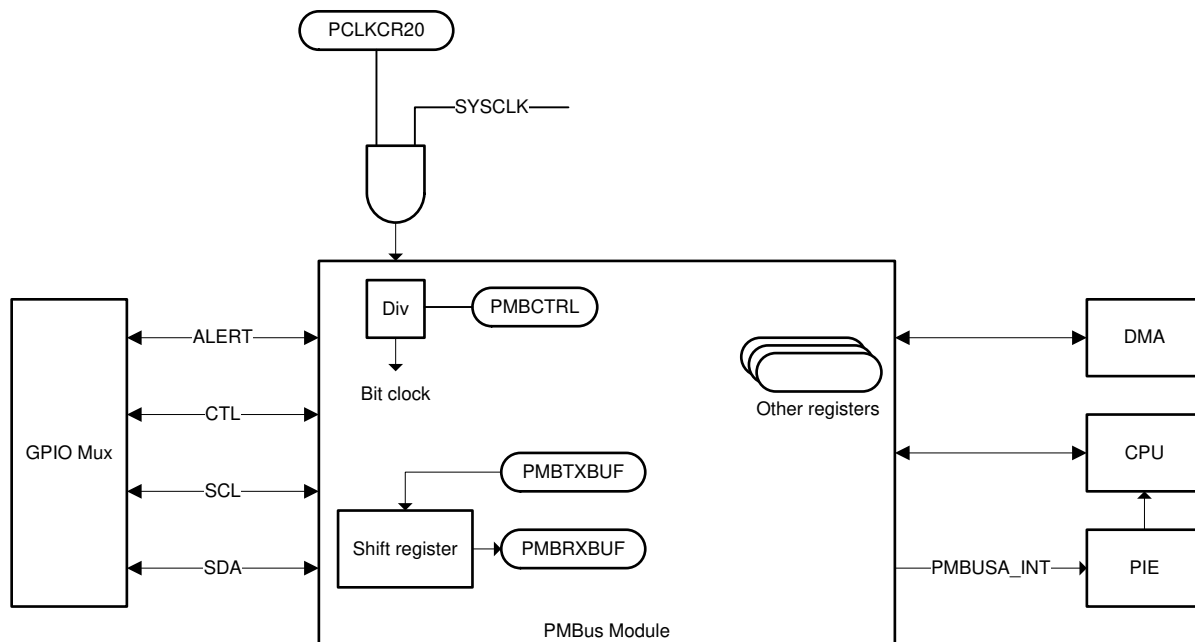 PCLKCR20
SYSCLK
Div
PMBCTRL
ALERT
DMA
Bit clock
Other registers
CTL
GPIO Mux
CPU
PMBTXBUF
SCL
Shift register
PMBRXBUF
SDA
PMBUSA_INT
PIE
PMBus Module